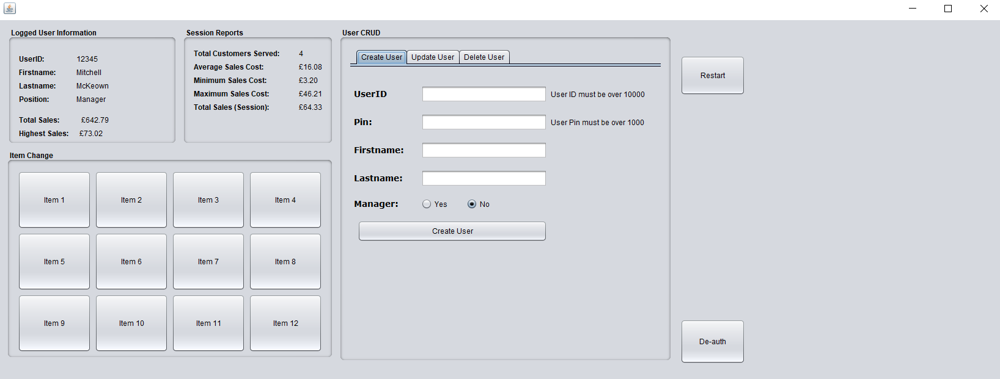 Logged User Information
UserID: 12345
Firstname: Mitchell
Lastname: McKeown
Position: Manager
Total Sales: £642.79
Highest Sales: £73.02
Session Reports
Total Customers Served: 4
Average Sales Cost: £16.08
Minimum Sales Cost: £3.20
Maximum Sales Cost: £46.21
Total Sales (Session): £64.33
Item Change
Item 1 Item 2 Item 3 Item 4
Item 5 Item 6 Item 7 Item 8
Item 9 Item 10 Item 11 Item 12
User CRUD
Create User Update User Delete User
UserID User ID must be over 10000
Pin: User Pin must be over 1000
Firstname:
Lastname:
Manager: Yes No
Create User
Restart
De-auth